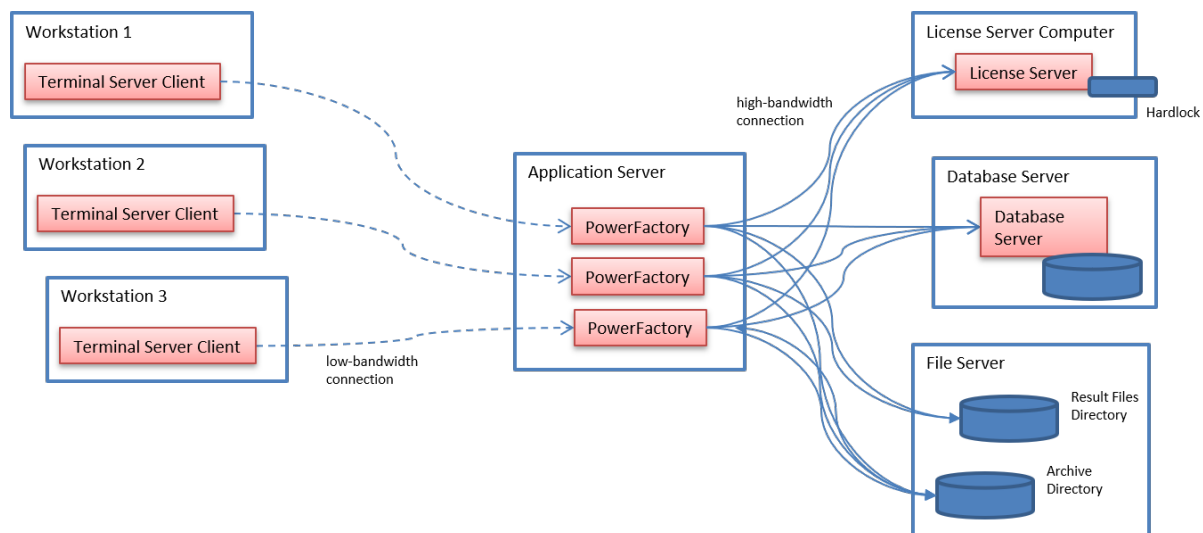 Workstation 1
Terminal Server Client
Workstation 2
Terminal Server Client
Workstation 3
Terminal Server Client
low-bandwidth
connection
Application Server
PowerFactory
PowerFactory
PowerFactory
high-bandwidth
connection
License Server Computer
License Server
Hardlock
Database Server
Database
Server
File Server
Result Files
Directory
Archive
Directory